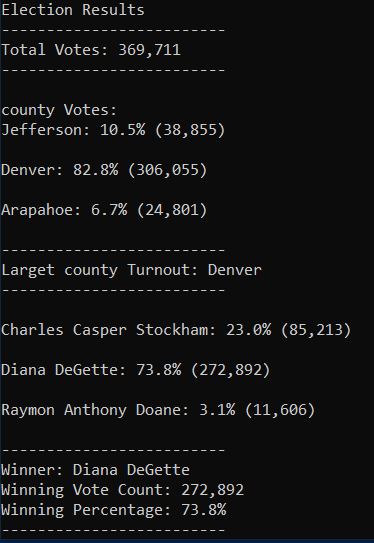 Election Results
-------------------------
Total Votes: 369,711
-------------------------
county Votes:
Jefferson: 10.5% (38,855)
Denver: 82.8% (306,055)
Arapahoe: 6.7% (24,801)
-------------------------
Larget county Turnout: Denver
-------------------------
Charles Casper Stockham: 23.0% (85,213)
Diana DeGette: 73.8% (272,892)
Raymon Anthony Doane: 3.1% (11,606)
-------------------------
Winner: Diana DeGette
Winning Vote Count: 272,892
Winning Percentage: 73.8%
-------------------------